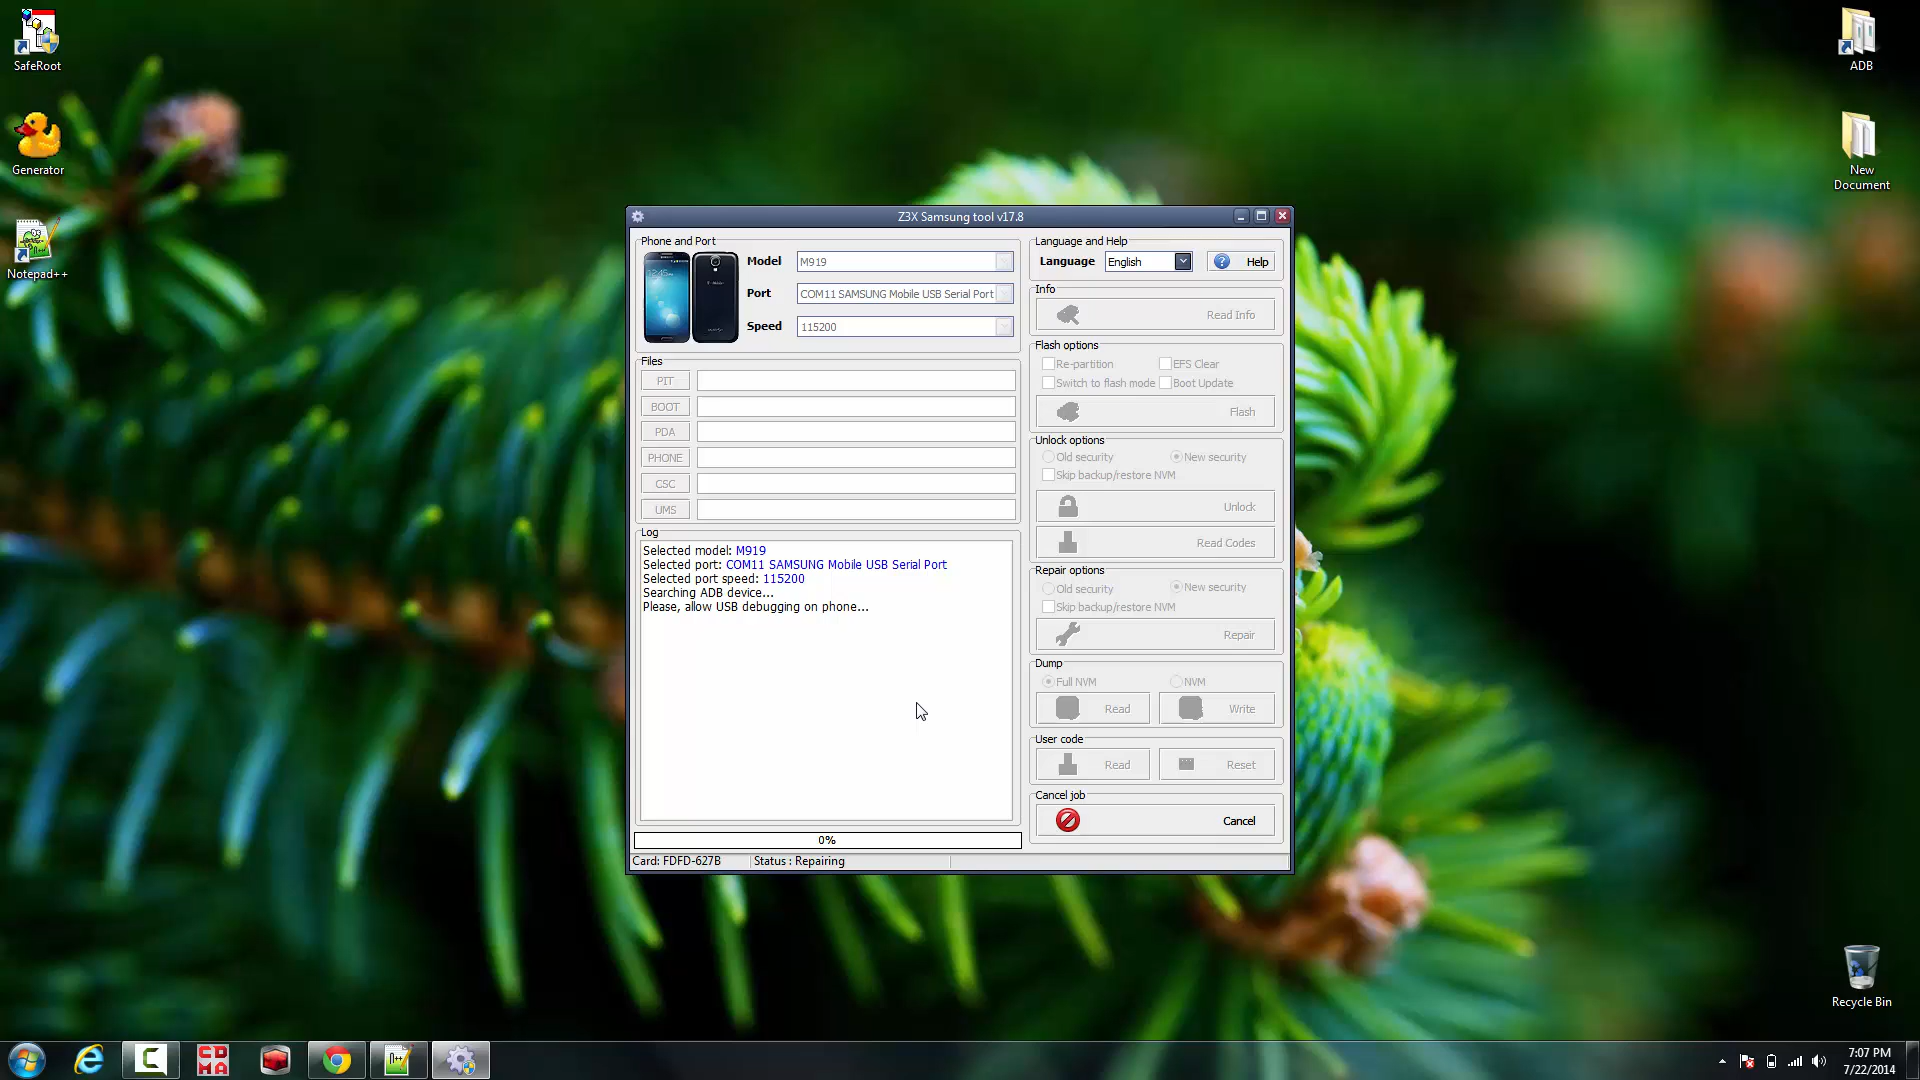 SafeRoot
Generator
Notepad++
ADB
New
Document
Recycle Bin
Z3X Samsung tool v17.8
Phone and Port
Model
M919
Port
COM11 SAMSUNG Mobile USB Serial Port
Speed
115200
Files
PIT
BOOT
PDA
PHONE
CSC
UMS
Log
Selected model: M919
Selected port: COM11 SAMSUNG Mobile USB Serial Port
Selected port speed: 115200
Searching ADB device...
Please, allow USB debugging on phone...
0%
Card: FDFD-627B
Status : Repairing
Language and Help
Language
English
Help
Info
Read Info
Flash options
Re-partition
EFS Clear
Switch to flash mode
Boot Update
Flash
Unlock options
Old security
New security
Skip backup/restore NVM
Unlock
Read Codes
Repair options
Old security
New security
Skip backup/restore NVM
Repair
Dump
Full NVM
NVM
Read
Write
User code
Read
Reset
Cancel job
Cancel
CD
MA
7:07 PM
7/22/2014